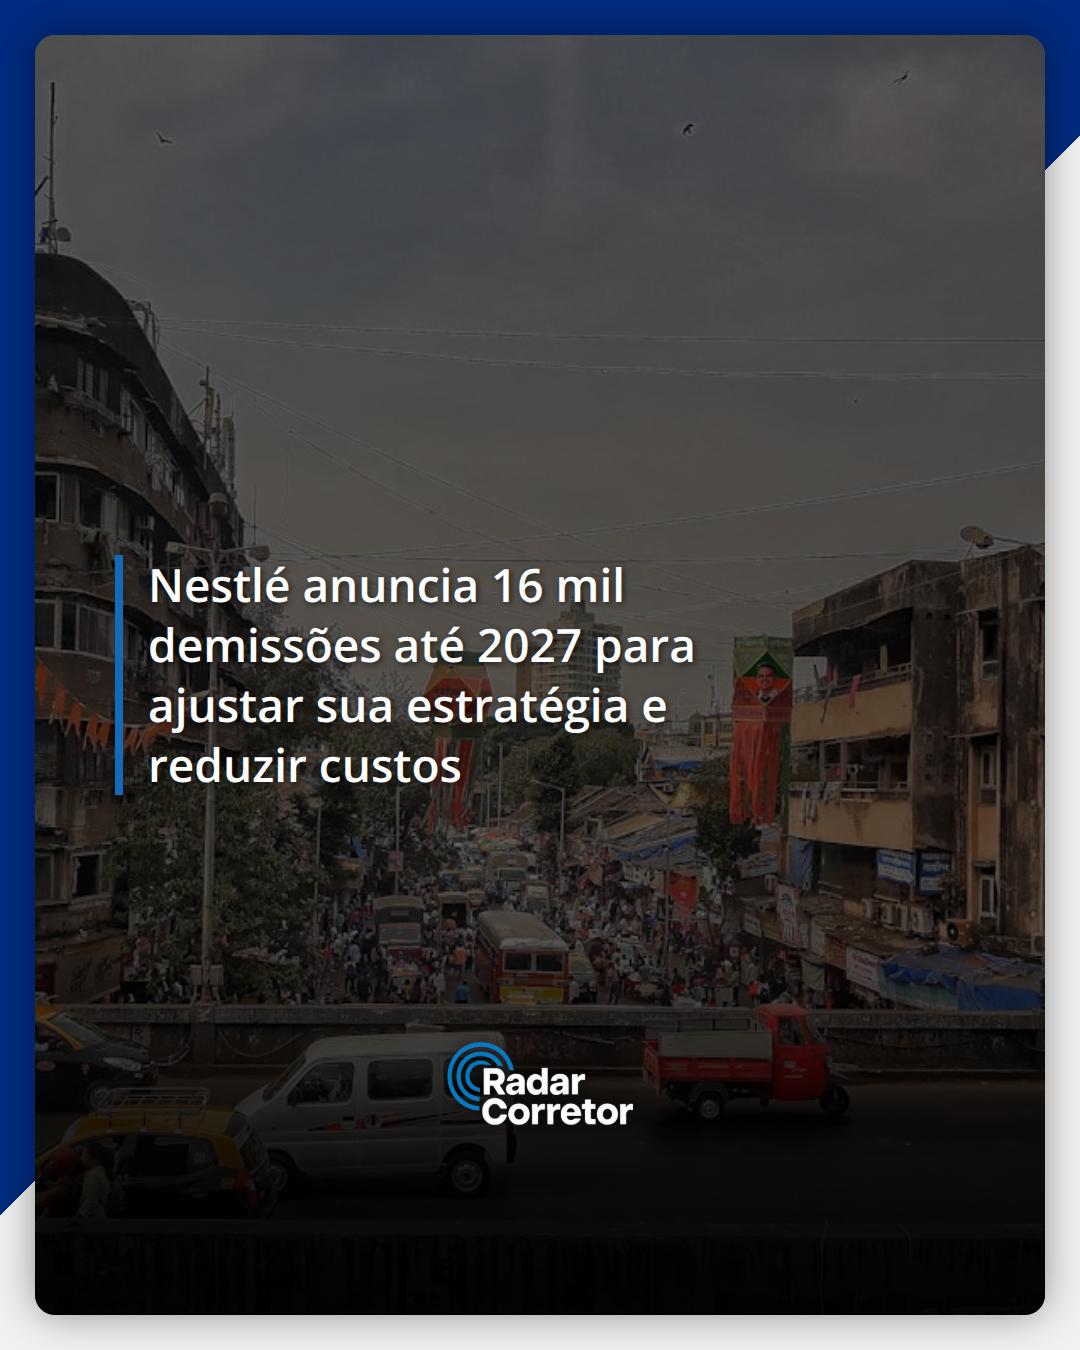 Nestlé anuncia 16 mil
demissões até 2027 para
ajustar sua estratégia e
reduzir custos
Radar
Corretor